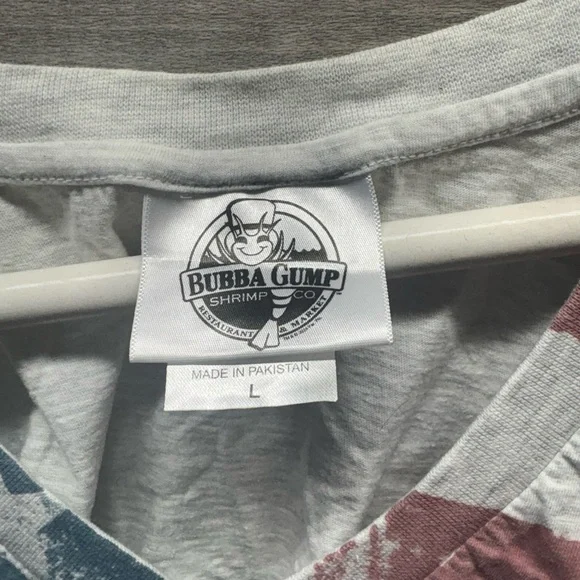 BUBBA GUMP
SHRIMP CO
RESTAURANT & MARKET
MADE IN PAKISTAN
L